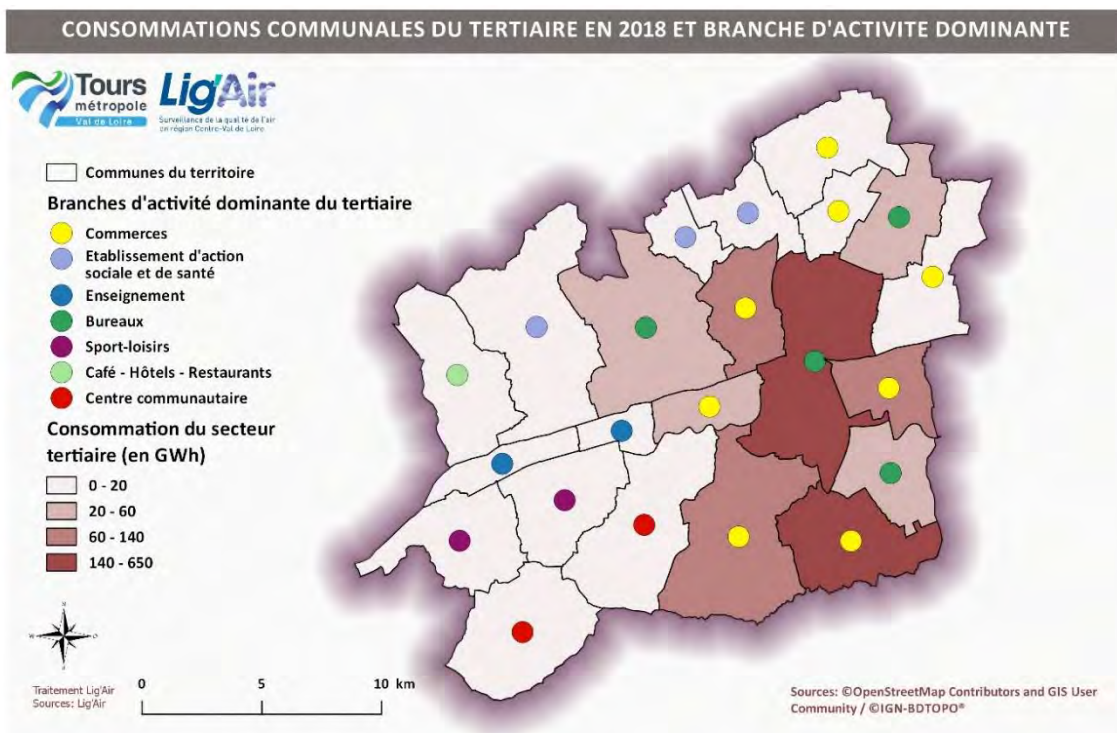 CONSOMMATIONS COMMUNALES DU TERTIAIRE EN 2018 ET BRANCHE D'ACTIVITE DOMINANTE
Tours
métropole
Val de Loire
Lig'Air
Surveillance de la qualité de l'air
en région Centre-Val de Loire
Communes du territoire
Branches d'activité dominante du tertiaire
Commerces
Etablissement d'action
sociale et de santé
Enseignement
Bureaux
Sport-loisirs
Café - Hôtels - Restaurants
Centre communautaire
Consommation du secteur
tertiaire (en GWh)
0 - 20
20 - 60
60 - 140
140 - 650
Traitement Lig'Air
Sources: Lig'Air
0 5 10 km
Sources: ©OpenStreetMap Contributors and GIS User
Community / ©IGN-BDTOPO®